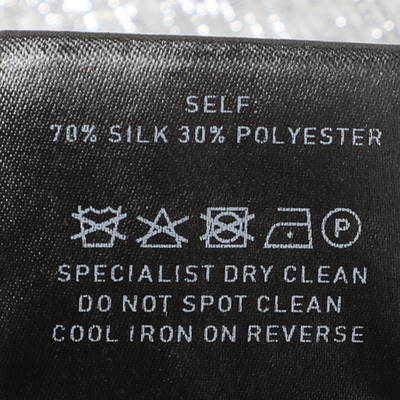 SELF:
70% SILK 30% POLYESTER
P
SPECIALIST DRY CLEAN
DO NOT SPOT CLEAN
COOL IRON ON REVERSE